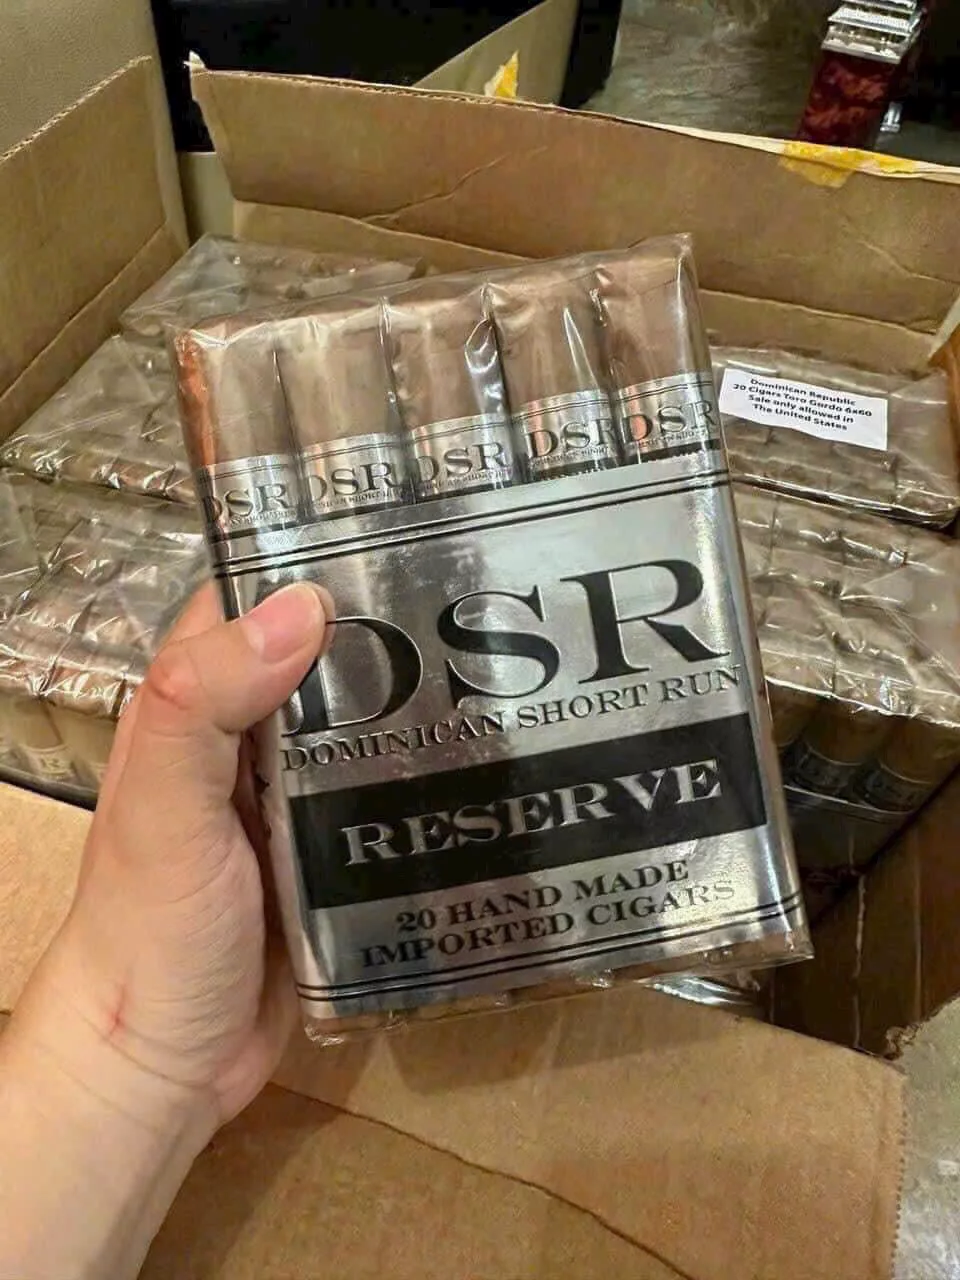 Dominican Republic
20 Cigars Toro Gordo 6x60
Sale only allowed in
The United States
DSR
DSR
DSR
DSR
DSR
DSR
DOMINICAN SHORT RUN
RESERVE
20 HAND MADE
IMPORTED CIGARS